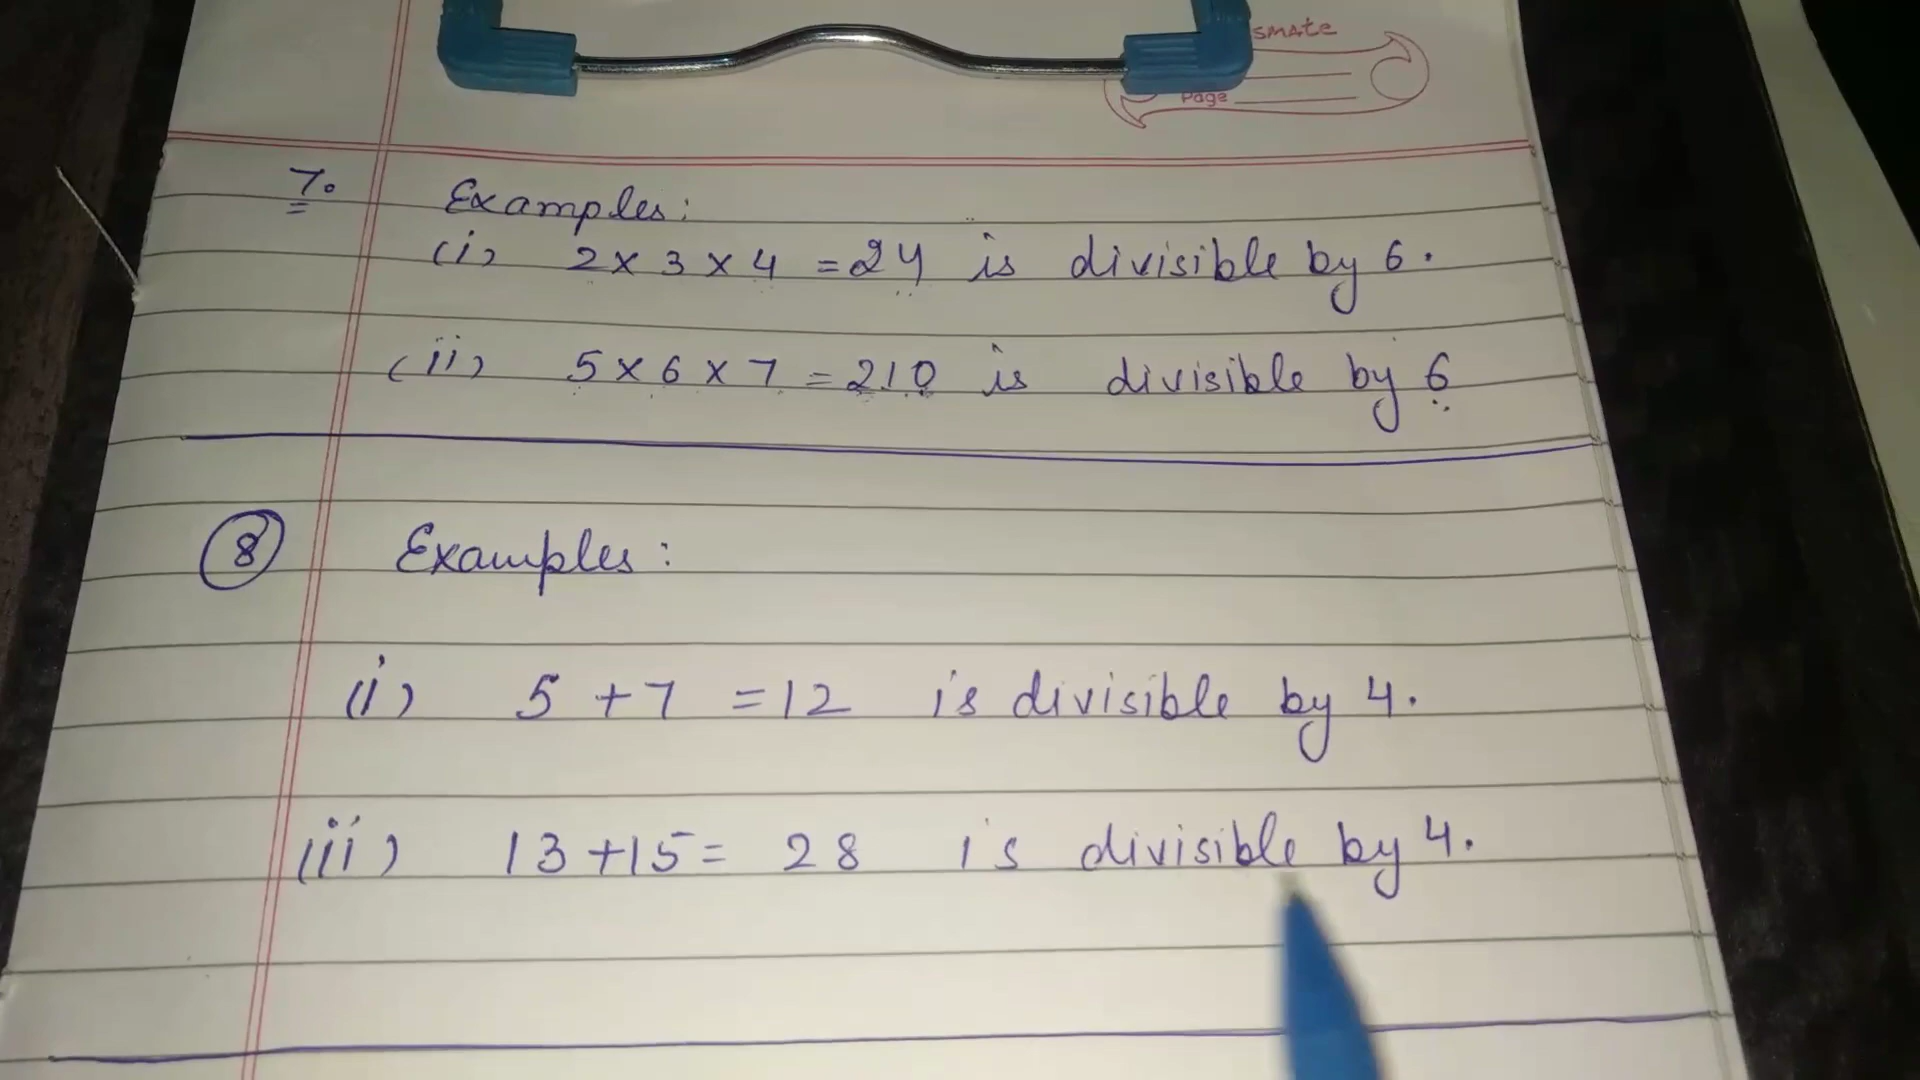 smate
Page
7.
Examples:
(i) 2 × 3 × 4 = 24 is divisible by 6.
(ii) 5 × 6 × 7 = 210 is divisible by 6
8 Examples:
(i) 5 + 7 = 12 is divisible by 4.
(ii) 13 + 15 = 28 is divisible by 4.